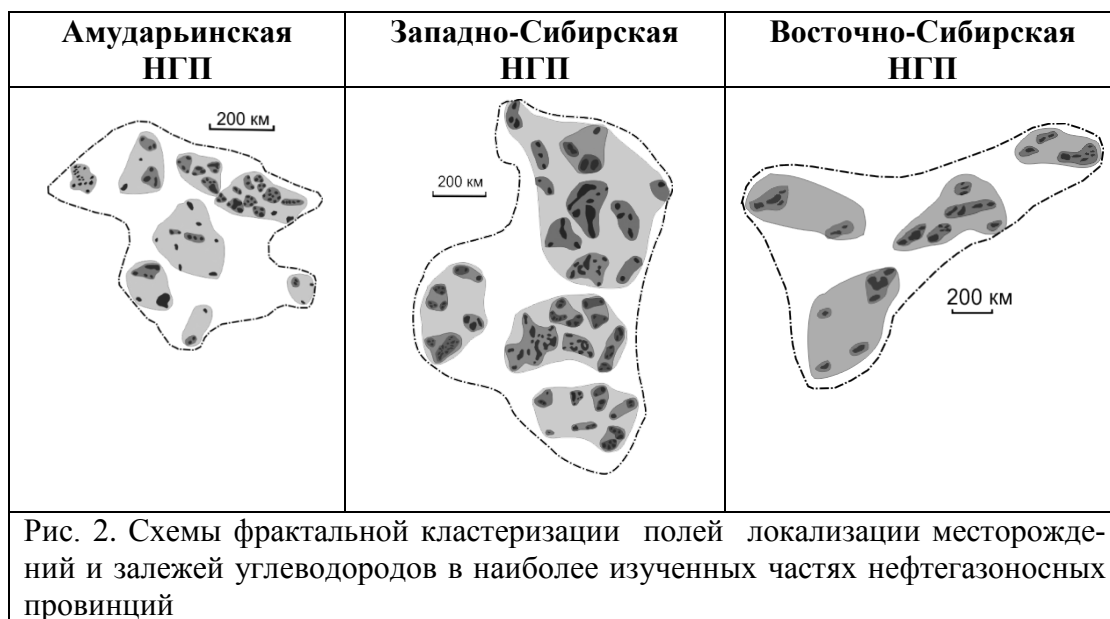 Амударьинская
НГП
Западно-Сибирская
НГП
Восточно-Сибирская
НГП
200 км
200 км
200 км
Рис. 2. Схемы фрактальной кластеризации полей локализации месторожде-
ний и залежей углеводородов в наиболее изученных частях нефтегазоносных
провинций